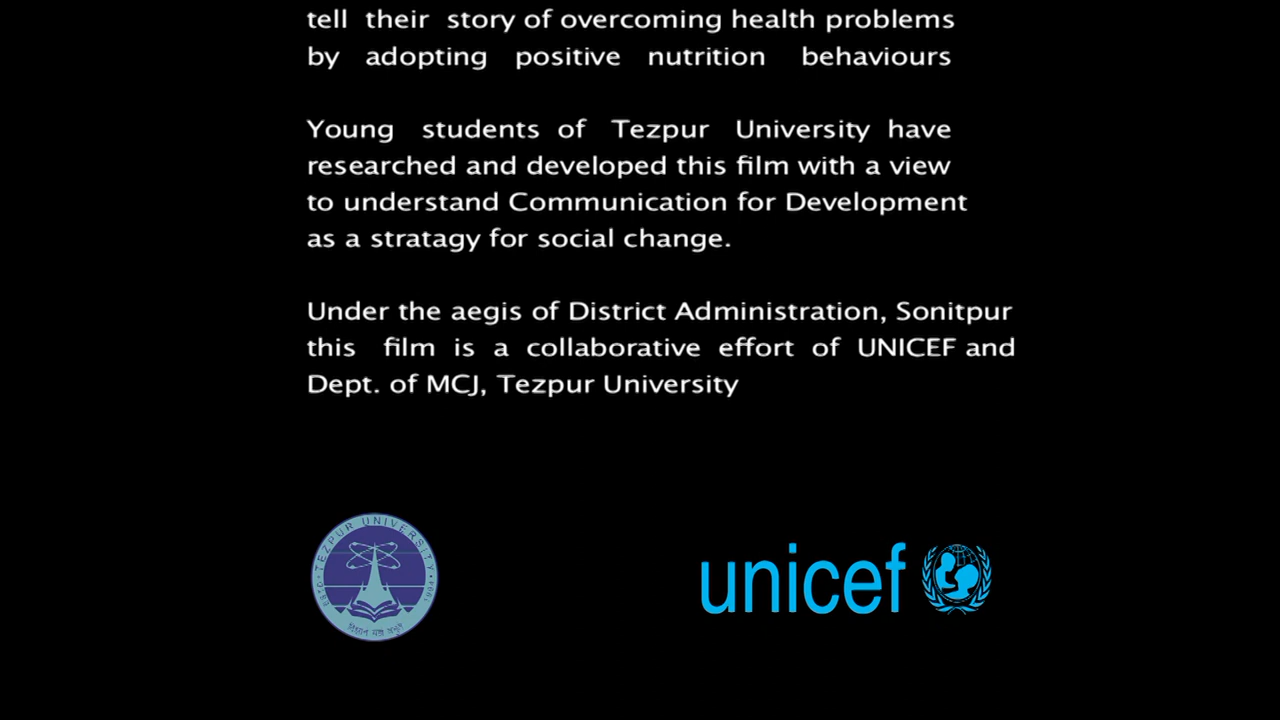 tell their story of overcoming health problems
by adopting positive nutrition behaviours
Young students of Tezpur University have
researched and developed this film with a view
to understand Communication for Development
as a stratagy for social change.
Under the aegis of District Administration, Sonitpur
this film is a collaborative effort of UNICEF and
Dept. of MCJ, Tezpur University
TEZPUR UNIVERSITY
unicef